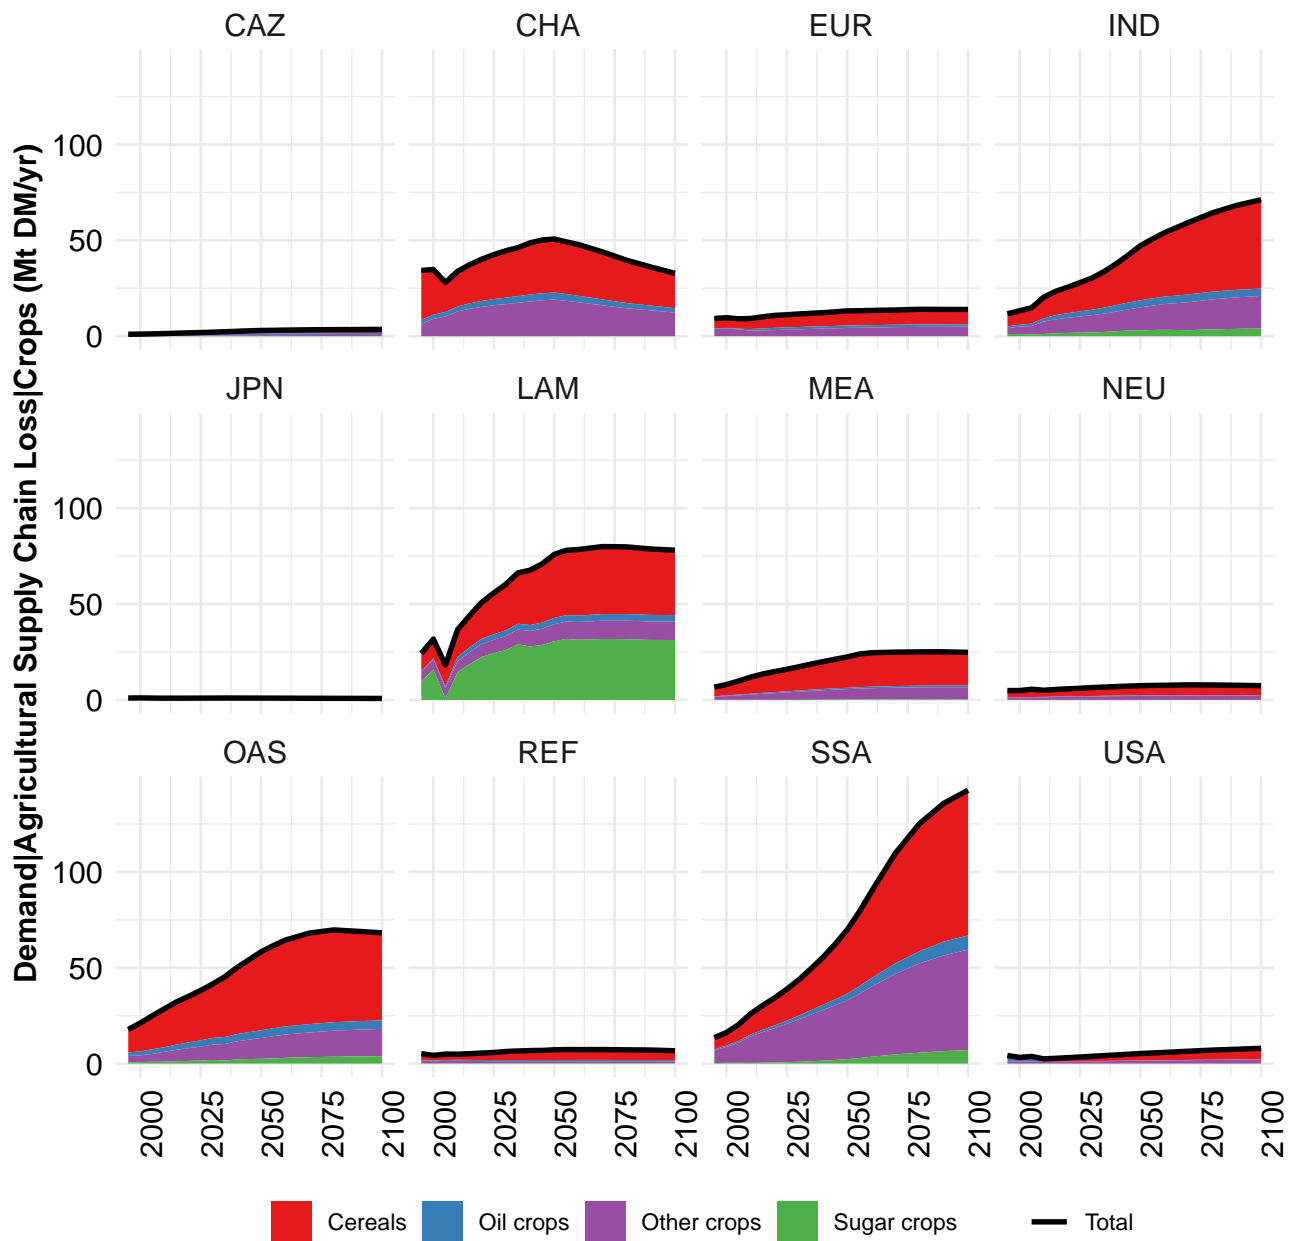 CAZ CHA EUR IND
100
50
0
JPN LAM MEA NEU
100
50
0
OAS REF SSA USA
100
50
0
2000 2025 2050 2075 2100 2000 2025 2050 2075 2100 2000 2025 2050 2075 2100 2000 2025 2050 2075 2100
Demand|Agricultural Supply Chain Loss|Crops (Mt DM/yr)
Cereals Oil crops Other crops Sugar crops Total